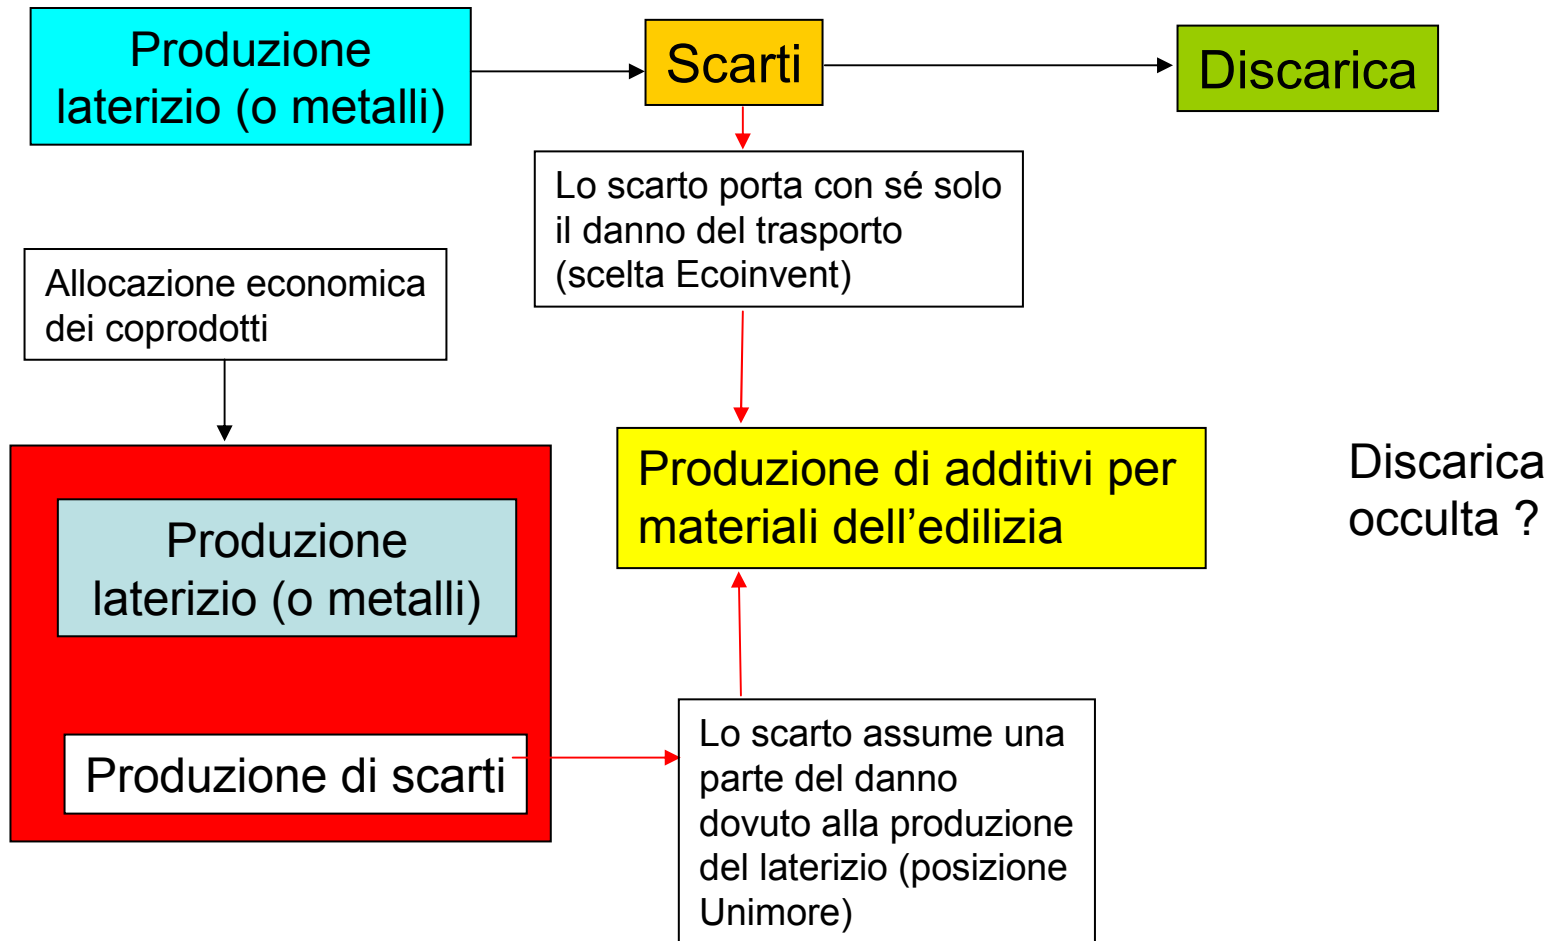 Produzione
laterizio (o metalli)
Scarti
Discarica
Lo scarto porta con sé solo
il danno del trasporto
(scelta Ecoinvent)
Allocazione economica
dei coprodotti
Produzione di additivi per
materiali dell’edilizia
Discarica
occulta ?
Produzione
laterizio (o metalli)
Produzione di scarti
Lo scarto assume una
parte del danno
dovuto alla produzione
del laterizio (posizione
Unimore)